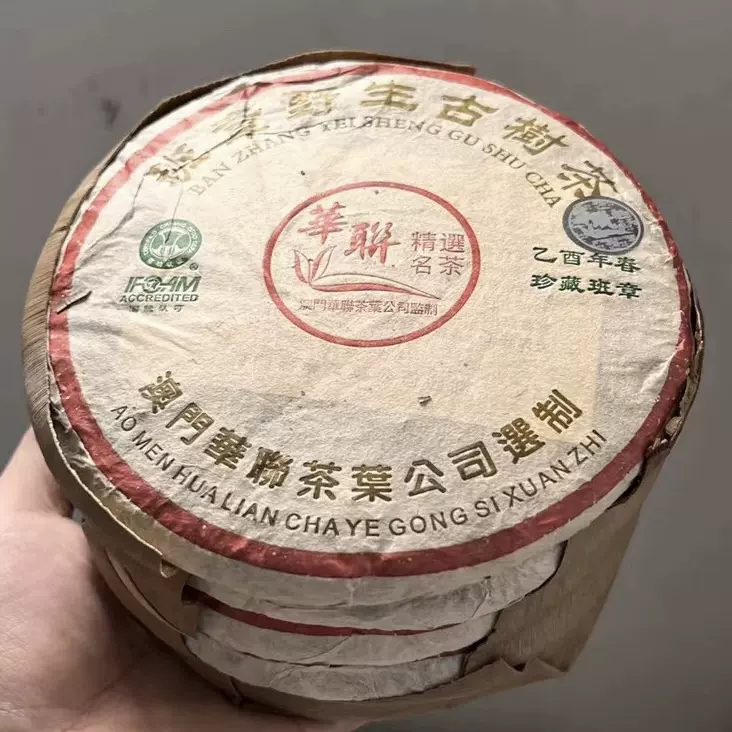 班章野生古樹茶
BAN ZHANG YEI SHENG GU SHU CHA
華聯
精選
名茶
澳門華聯茶葉公司監制
IFOAM
ACCREDITED
®
乙酉年春
珍藏班章
澳門華聯茶葉公司選制
AO MEN HUA LIAN CHA YE GONG SI XUAN ZHI